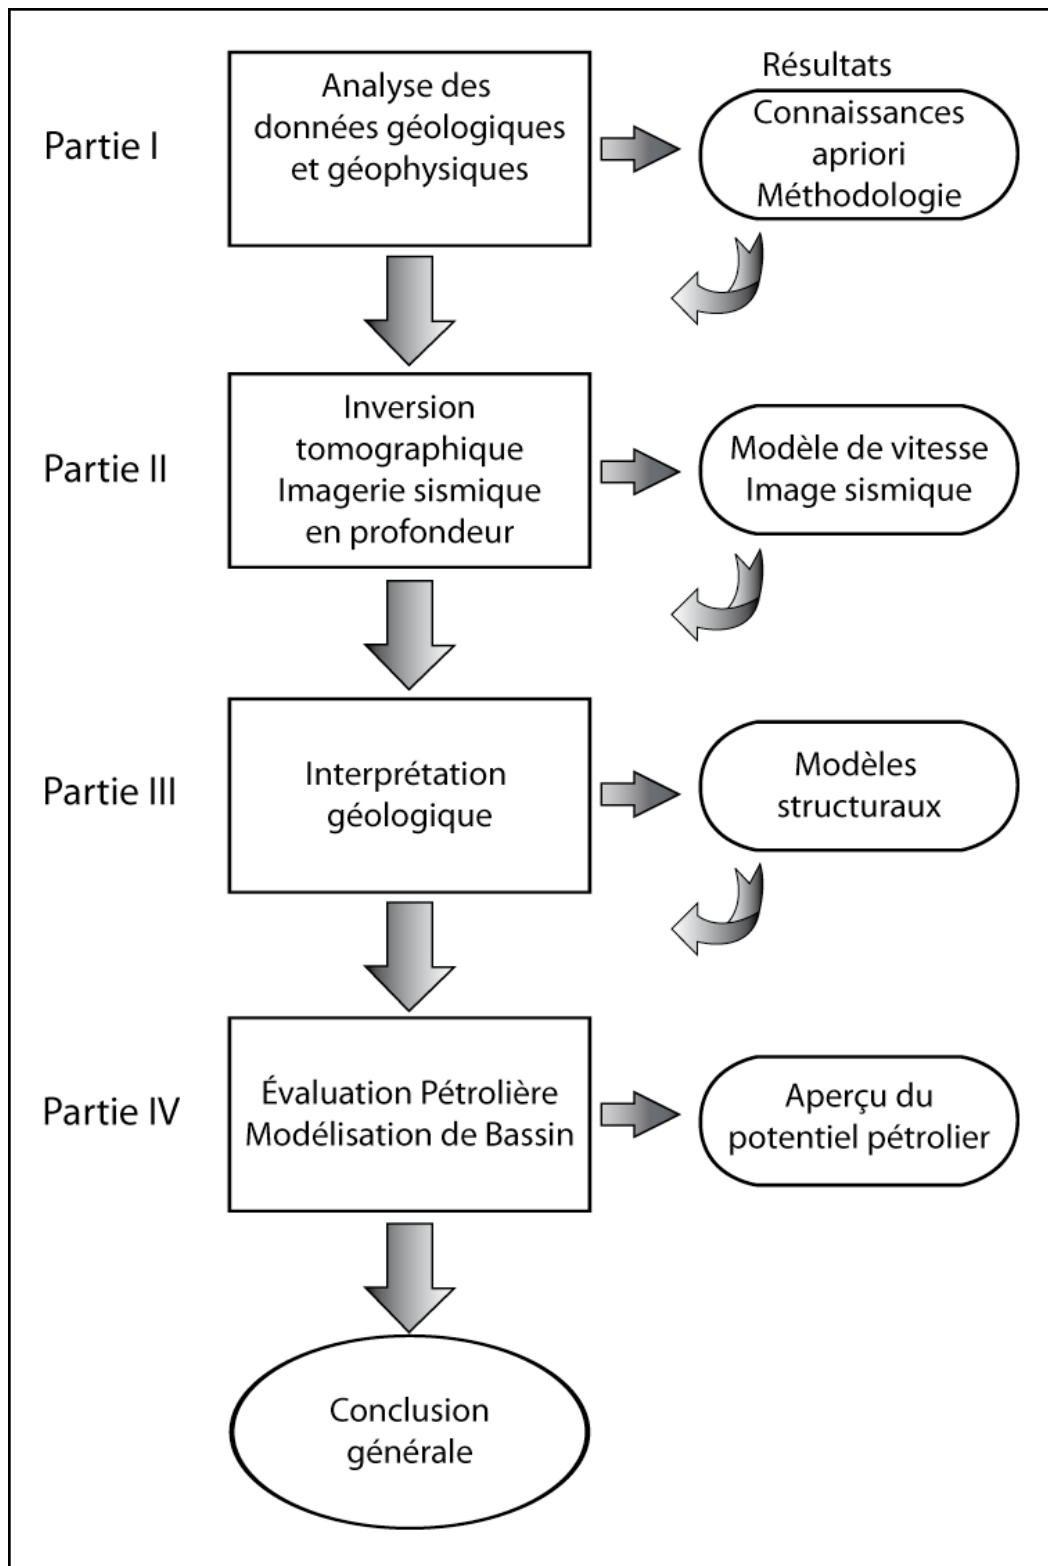 Résultats
Partie I
Analyse des
données géologiques
et géophysiques
Connaissances
apriori
Méthodologie
Partie II
Inversion
tomographique
Imagerie sismique
en profondeur
Modèle de vitesse
Image sismique
Partie III
Interprétation
géologique
Modèles
structuraux
Partie IV
Évaluation Pétrolière
Modélisation de Bassin
Aperçu du
potentiel pétrolier
Conclusion
générale